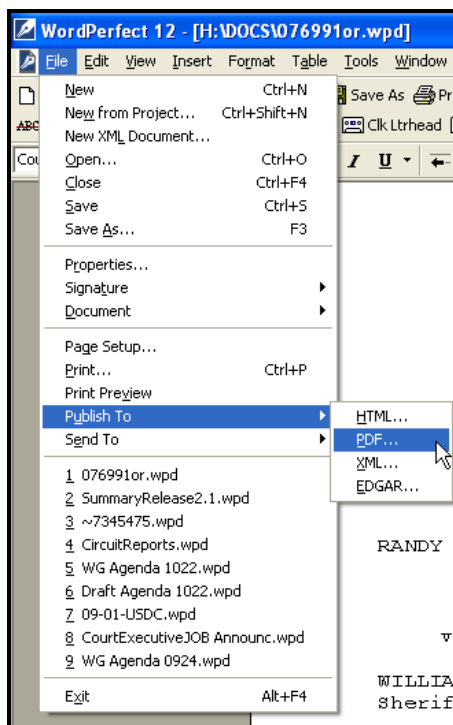 WordPerfect 12 - [H:\DOCS\076991or.wpd]
File Edit View Insert Format Table Tools Window
New Ctrl+N
Save As
New from Project... Ctrl+Shift+N
Clk Ltrhead
New XML Document...
Open... Ctrl+O
I U
Close Ctrl+F4
Save Ctrl+S
Save As... F3
Properties...
Signature
Document
Page Setup...
Print... Ctrl+P
Print Preview
Publish To
HTML...
Send To
PDF...
XML...
EDGAR...
1 076991or.wpd
2 SummaryRelease2.1.wpd
3 ~7345475.wpd
4 CircuitReports.wpd
RANDY
5 WG Agenda 1022.wpd
6 Draft Agenda 1022.wpd
7 09-01-USDC.wpd
8 CourtExecutiveJOB Announc.wpd
v
9 WG Agenda 0924.wpd
WILLIA
Exit Alt+F4
Sherif